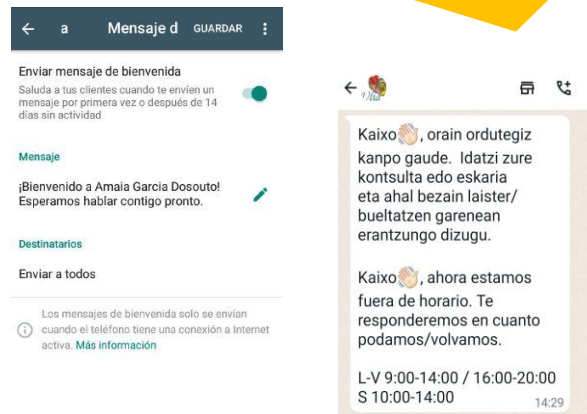 a Mensaje d GUARDAR
Enviar mensaje de bienvenida
Saluda a tus clientes cuando te envíen un
mensaje por primera vez o después de 14
días sin actividad
Mensaje
¡Bienvenido a Amaia Garcia Dosouto!
Esperamos hablar contigo pronto.
Destinatarios
Enviar a todos
Los mensajes de bienvenida solo se envían
cuando el teléfono tiene una conexión a Internet
activa. Más información
Kaixo👋🏻, orain ordutegiz
kanpo gaude. Idatzi zure
kontsulta edo eskaria
eta ahal bezain laister/
bueltatzen garenean
erantzungo dizugu.
Kaixo👋🏻, ahora estamos
fuera de horario. Te
responderemos en cuanto
podamos/volvamos.
L-V 9:00-14:00 / 16:00-20:00
S 10:00-14:00
14:29